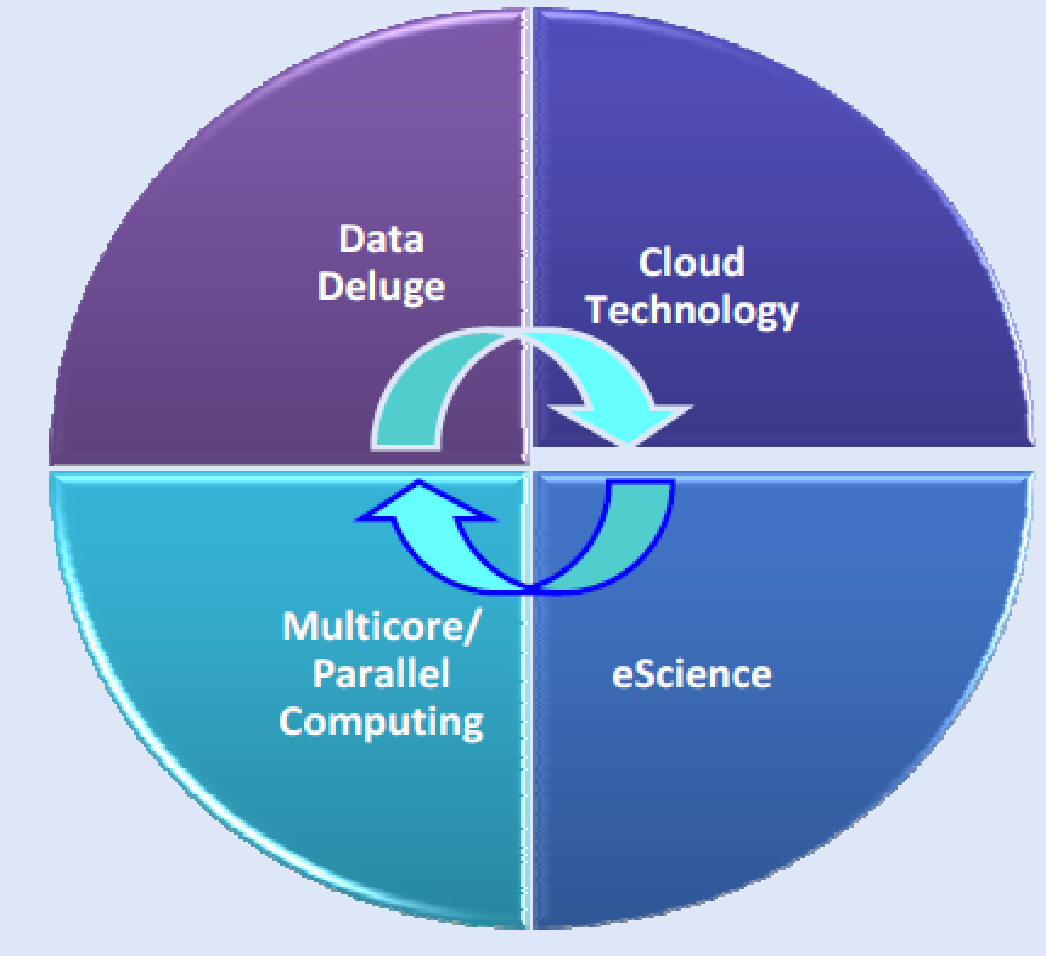 Data
Deluge
Cloud
Technology
Multicore/
Parallel
Computing
eScience